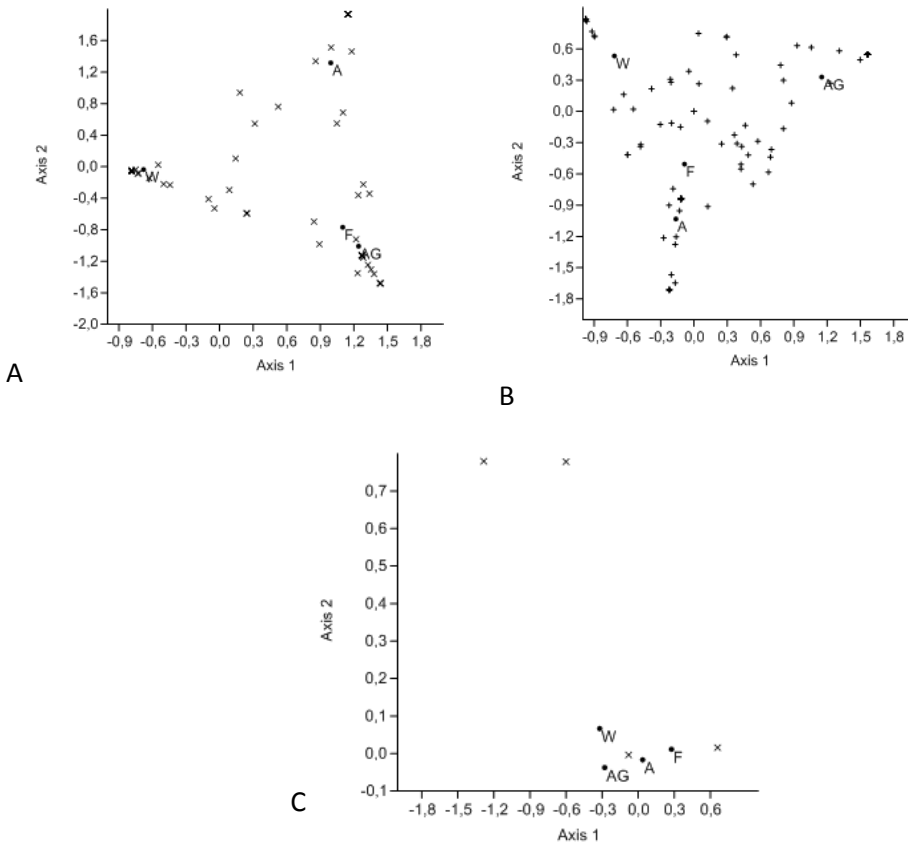 1,6
1,2
0,8
0,4
0,0
-0,4
-0,8
-1,2
-1,6
-2,0
Axis 2
-0,9 -0,6 -0,3 0,0 0,3 0,6 0,9 1,2 1,5 1,8
Axis 1
A
W
F
AG
A
0,6
0,3
0,0
-0,3
-0,6
-0,9
-1,2
-1,5
-1,8
Axis 2
-0,9 -0,6 -0,3 0,0 0,3 0,6 0,9 1,2 1,5 1,8
Axis 1
W
AG
F
A
B
0,7
0,6
0,5
0,4
0,3
0,2
0,1
0,0
-0,1
Axis 2
-1,8 -1,5 -1,2 -0,9 -0,6 -0,3 0,0 0,3 0,6
Axis 1
W
F
A
AG
C